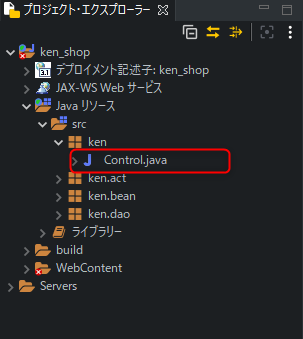 プロジェクト・エクスプローラー
ken_shop
3.1 デプロイメント記述子: ken_shop
JAX-WS Web サービス
Java リソース
src
ken
Control.java
ken.act
ken.bean
ken.dao
ライブラリー
build
WebContent
Servers